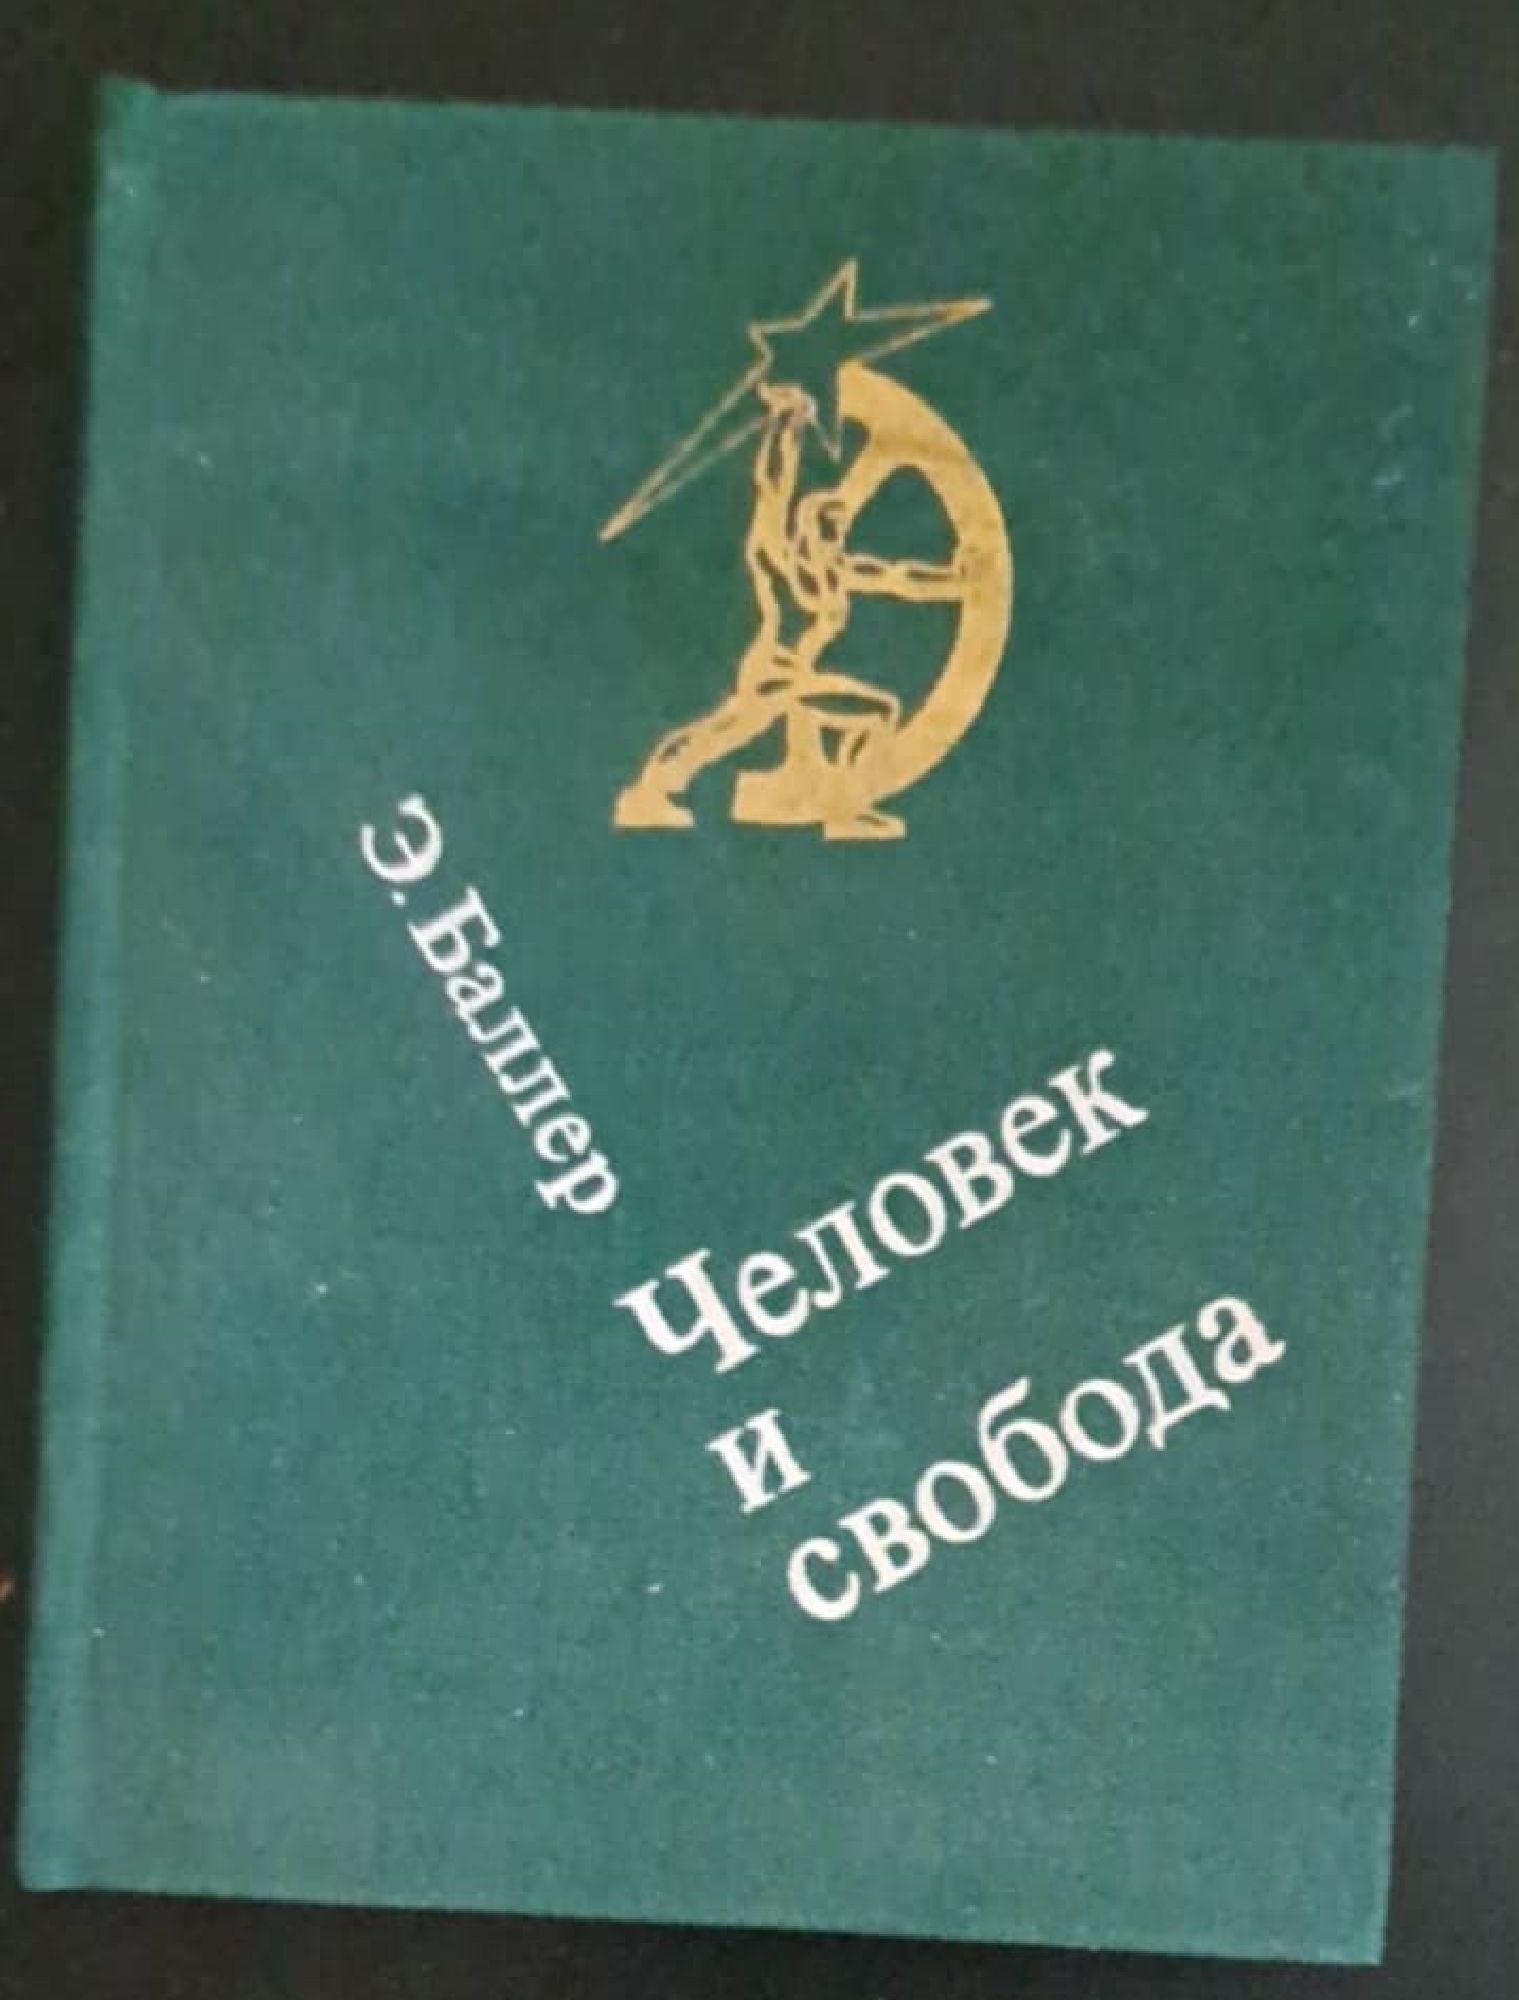 Э. Баллер
Человек
и
свобода